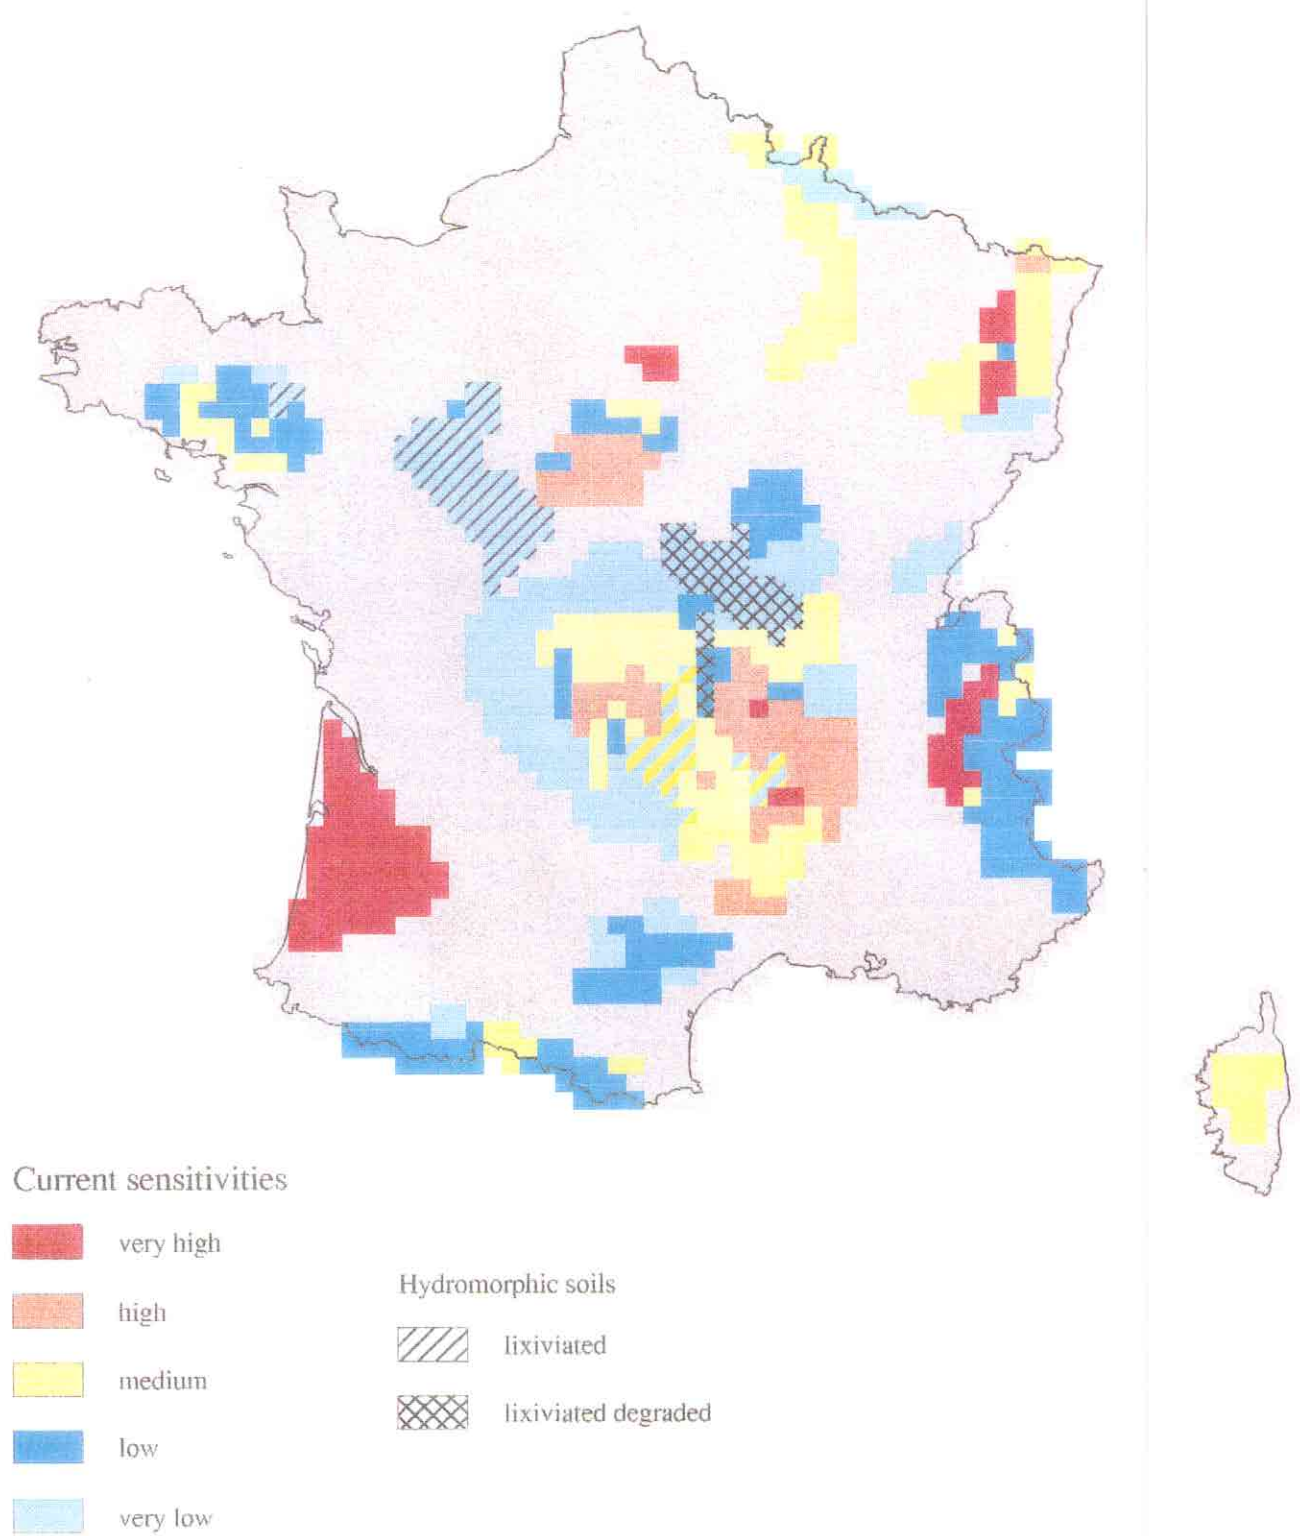 Current sensitivities
very high
high
medium
low
very low
Hydromorphic soils
lixiviated
lixiviated degraded